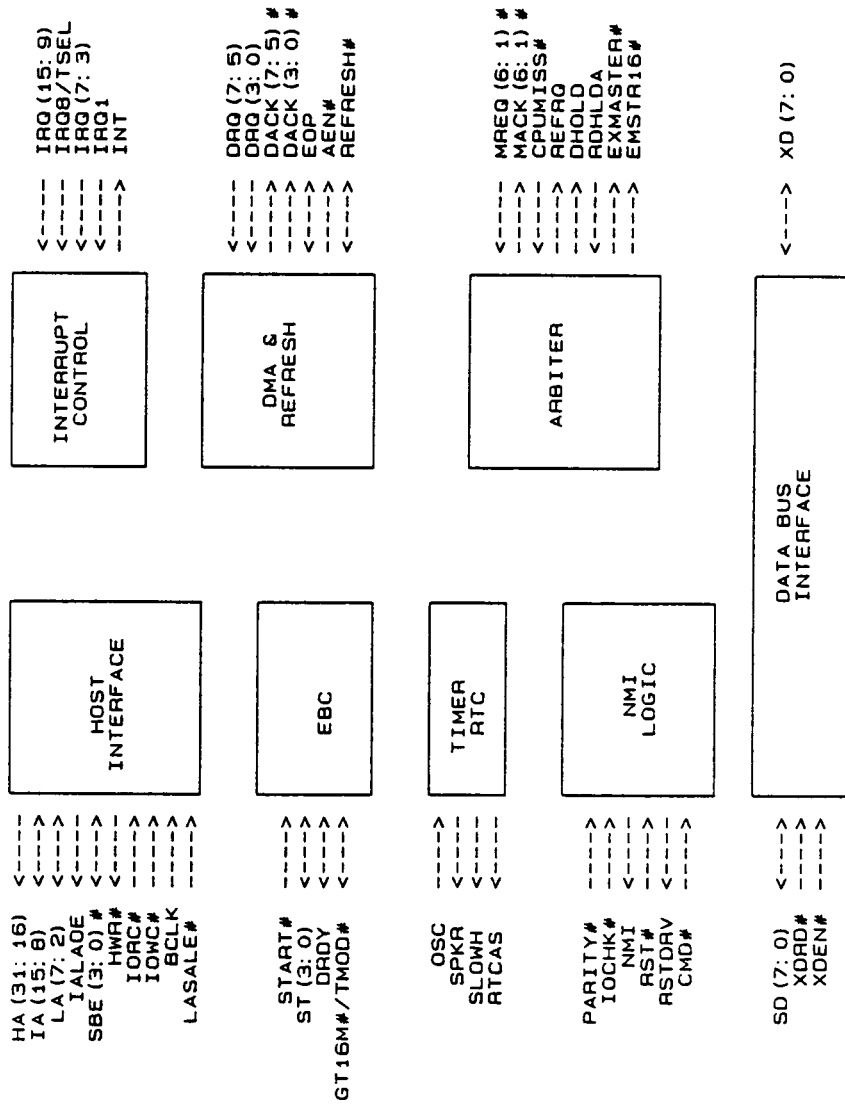 HA (31: 16)
IA (15: 8)
LA (7: 2)
IALAOE
SBE (3: 0) #
HWR#
IORC#
IOWC#
BCLK
LASALE#
HOST
INTERFACE
INTERRUPT
CONTROL
IRQ (15: 9)
IRQ8/TSEL
IRQ (7: 3)
IRQ1
INT
START#
ST (3: 0)
DRDY
GT16M#/TMOD#
EBC
DMA &
REFRESH
DRQ (7: 5)
DRQ (3: 0)
DACK (7: 5) #
DACK (3: 0) #
EOP
AEN#
REFRESH#
OSC
SPKR
SLOWH
RTCAS
TIMER
RTC
PARITY#
IOCHK#
NMI
RST#
RSTDRV
CMD#
NMI
LOGIC
ARBITER
MREQ (6: 1) #
MACK (6: 1) #
CPUMISS#
REFRQ
DHOLD
RDHLDA
EXMASTER#
EMSTR16#
SD (7: 0)
XDRD#
XDEN#
DATA BUS
INTERFACE
XD (7: 0)